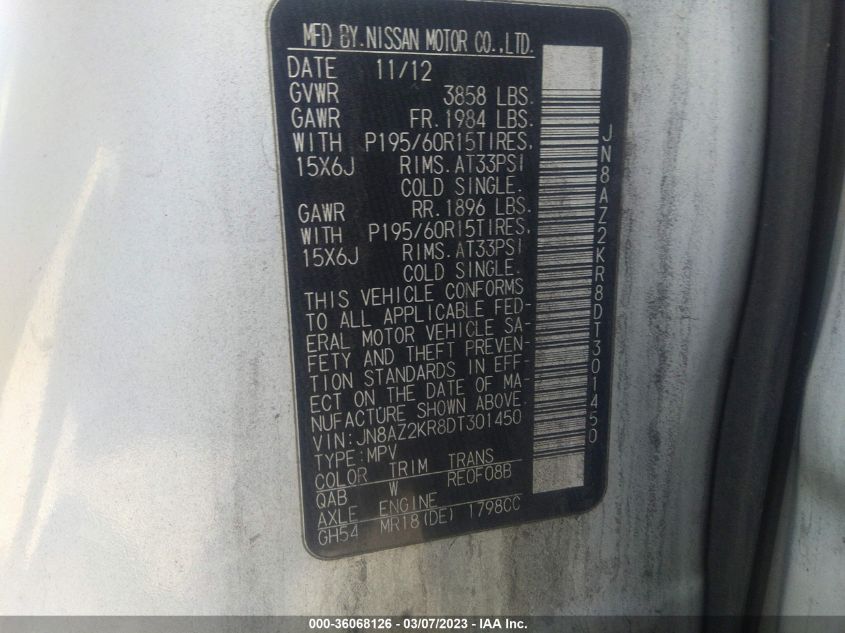 MFD BY.NISSAN MOTOR CO.,LTD.
DATE 11/12
GVWR 3858 LBS.
GAWR FR.1984 LBS.
WITH P195/60R15TIRES,
15X6J RIMS.AT33PSI
COLD SINGLE.
GAWR RR.1896 LBS.
WITH P195/60R15TIRES,
15X6J RIMS.AT33PSI
COLD SINGLE.
THIS VEHICLE CONFORMS
TO ALL APPLICABLE FED-
ERAL MOTOR VEHICLE SA-
FETY AND THEFT PREVEN-
TION STANDARDS IN EFF-
ECT ON THE DATE OF MA-
NUFACTURE SHOWN ABOVE.
VIN:JN8AZ2KR8DT301450
TYPE:MPV
COLOR TRIM TRANS
QAB W RE0F08B
AXLE ENGINE
GH54 MR18(DE) 1798CC
JN8AZ2KR8DT301450
000-36068126 - 03/07/2023 - IAA Inc.